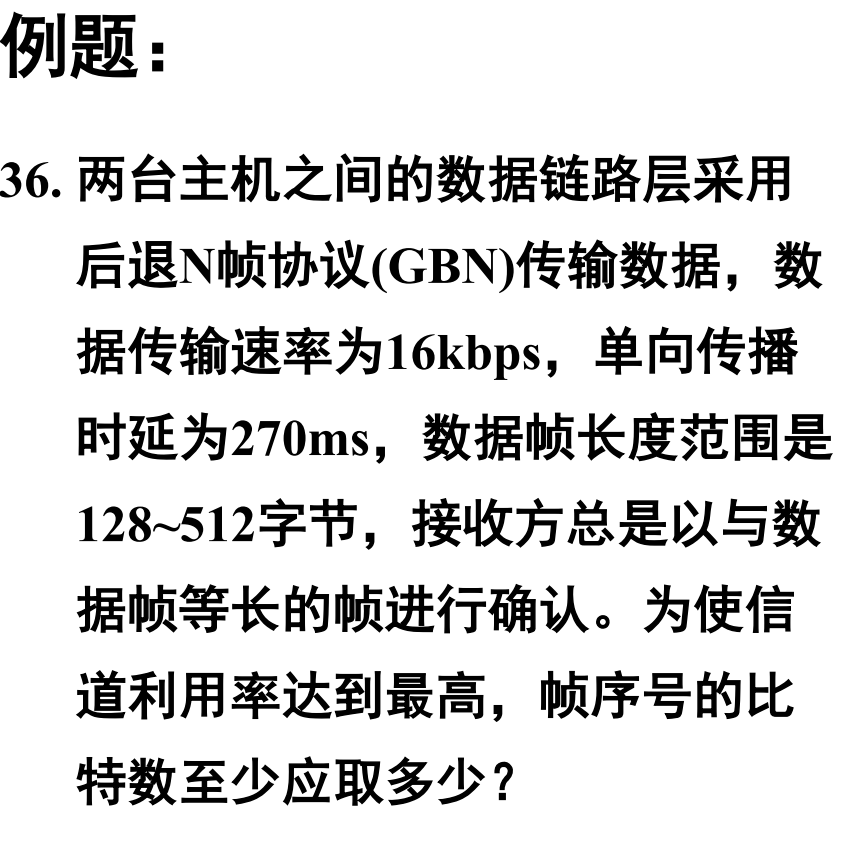 例题：
36. 两台主机之间的数据链路层采用
后退N帧协议(GBN)传输数据，数
据传输速率为16kbps，单向传播
时延为270ms，数据帧长度范围是
128~512字节，接收方总是以与数
据帧等长的帧进行确认。为使信
道利用率达到最高，帧序号的比
特数至少应取多少？